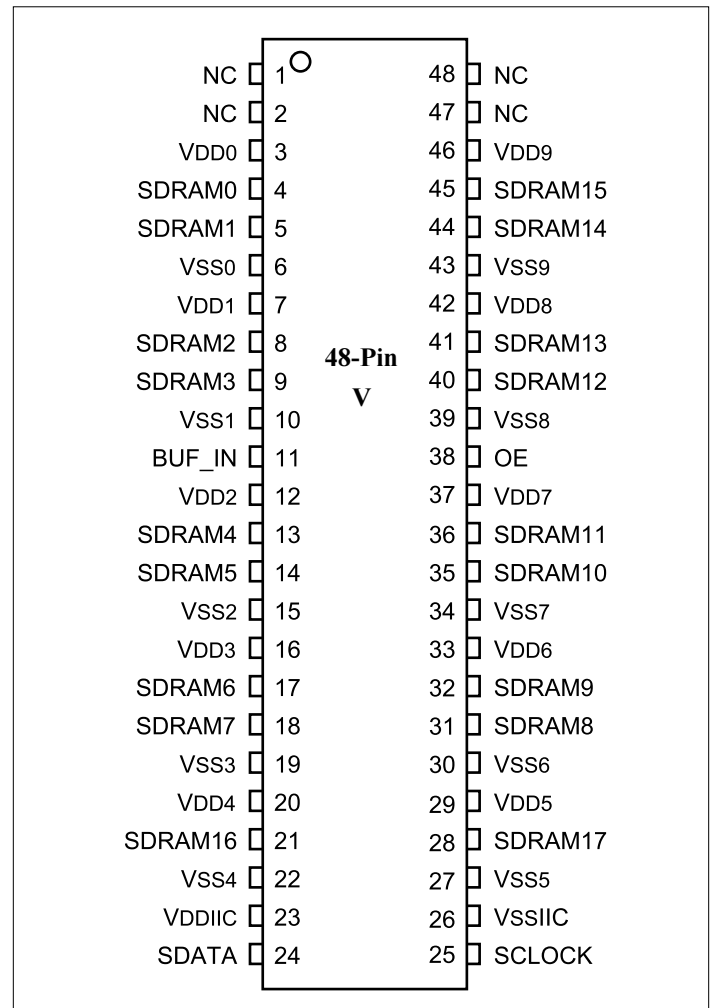 NC 1 48 NC
NC 2 47 NC
VDD0 3 46 VDD9
SDRAM0 4 45 SDRAM15
SDRAM1 5 44 SDRAM14
VSS0 6 43 VSS9
VDD1 7 42 VDD8
SDRAM2 8 41 SDRAM13
48-Pin
SDRAM3 9 40 SDRAM12
V
VSS1 10 39 VSS8
BUF_IN 11 38 OE
VDD2 12 37 VDD7
SDRAM4 13 36 SDRAM11
SDRAM5 14 35 SDRAM10
VSS2 15 34 VSS7
VDD3 16 33 VDD6
SDRAM6 17 32 SDRAM9
SDRAM7 18 31 SDRAM8
VSS3 19 30 VSS6
VDD4 20 29 VDD5
SDRAM16 21 28 SDRAM17
VSS4 22 27 VSS5
VDDIIC 23 26 VSSIIC
SDATA 24 25 SCLOCK